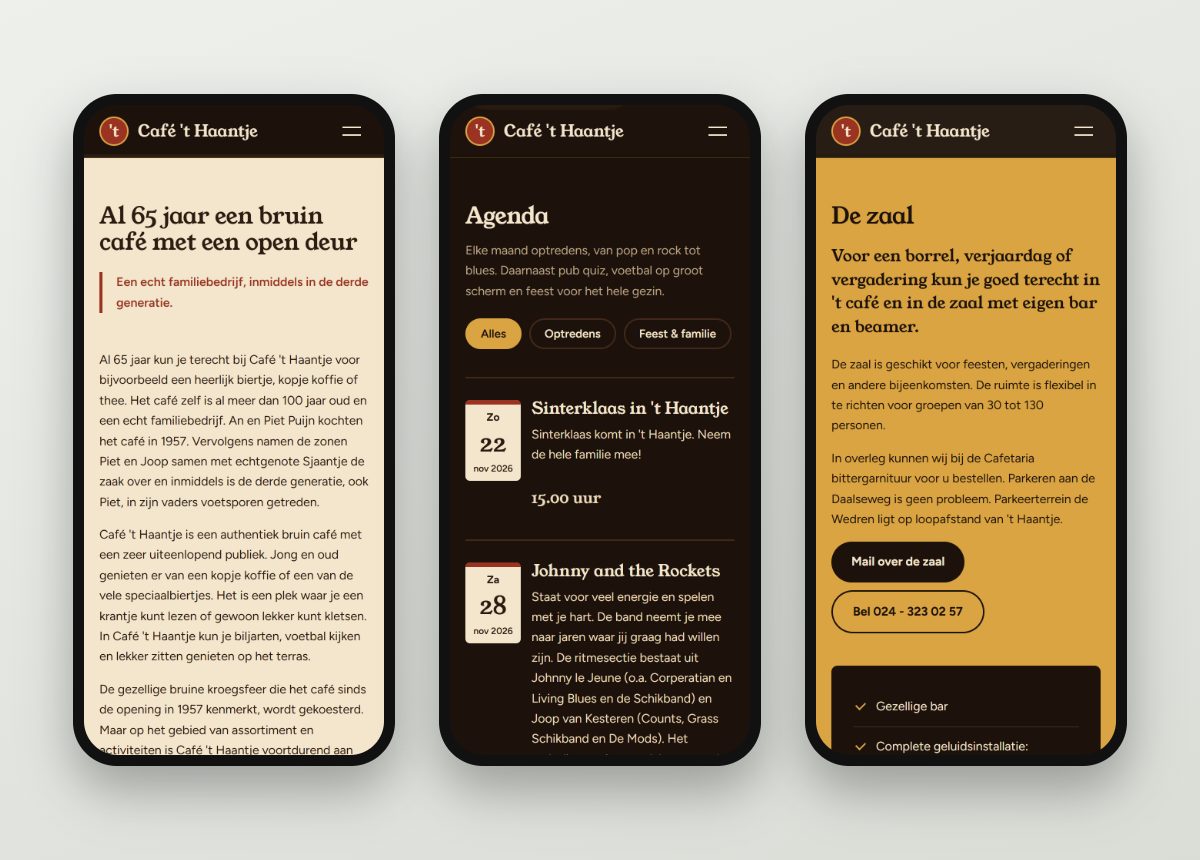 't Café 't Haantje
Al 65 jaar een bruin
café met een open deur
Een echt familiebedrijf, inmiddels in de derde
generatie.
Al 65 jaar kun je terecht bij Café 't Haantje voor
bijvoorbeeld een heerlijk biertje, kopje koffie of
thee. Het café zelf is al meer dan 100 jaar oud en
een echt familiebedrijf. An en Piet Puijn kochten
het café in 1957. Vervolgens namen de zonen
Piet en Joop samen met echtgenote Sjaantje de
zaak over en inmiddels is de derde generatie, ook
Piet, in zijn vaders voetsporen getreden.
Café 't Haantje is een authentiek bruin café met
een zeer uiteenlopend publiek. Jong en oud
genieten er van een kopje koffie of een van de
vele speciaalbiertjes. Het is een plek waar je een
krantje kunt lezen of gewoon lekker kunt kletsen.
In Café 't Haantje kun je biljarten, voetbal kijken
en lekker zitten genieten op het terras.
De gezellige bruine kroegsfeer die het café sinds
de opening in 1957 kenmerkt, wordt gekoesterd.
Maar op het gebied van assortiment en
activiteiten is Café 't Haantje voortdurend aan
't Café 't Haantje
Agenda
Elke maand optredens, van pop en rock tot
blues. Daarnaast pub quiz, voetbal op groot
scherm en feest voor het hele gezin.
Alles Optredens Feest & familie
Zo
22
nov 2026
Sinterklaas in 't Haantje
Sinterklaas komt in 't Haantje. Neem
de hele familie mee!
15.00 uur
Za
28
nov 2026
Johnny and the Rockets
Staat voor veel energie en spelen
met je hart. De band neemt je mee
naar jaren waar jij graag had willen
zijn. De ritmesectie bestaat uit
Johnny le Jeune (o.a. Corperatian en
Living Blues en de Schikband) en
Joop van Kesteren (Counts, Grass
Schikband en De Mods). Het
't Café 't Haantje
De zaal
Voor een borrel, verjaardag of
vergadering kun je goed terecht in
't café en in de zaal met eigen bar
en beamer.
De zaal is geschikt voor feesten, vergaderingen
en andere bijeenkomsten. De ruimte is flexibel in
te richten voor groepen van 30 tot 130
personen.
In overleg kunnen wij bij de Cafetaria
bittergarnituur voor u bestellen. Parkeren aan de
Daalseweg is geen probleem. Parkeerterrein de
Wedren ligt op loopafstand van 't Haantje.
Mail over de zaal
Bel 024 - 323 02 57
Gezellige bar
Complete geluidsinstallatie: